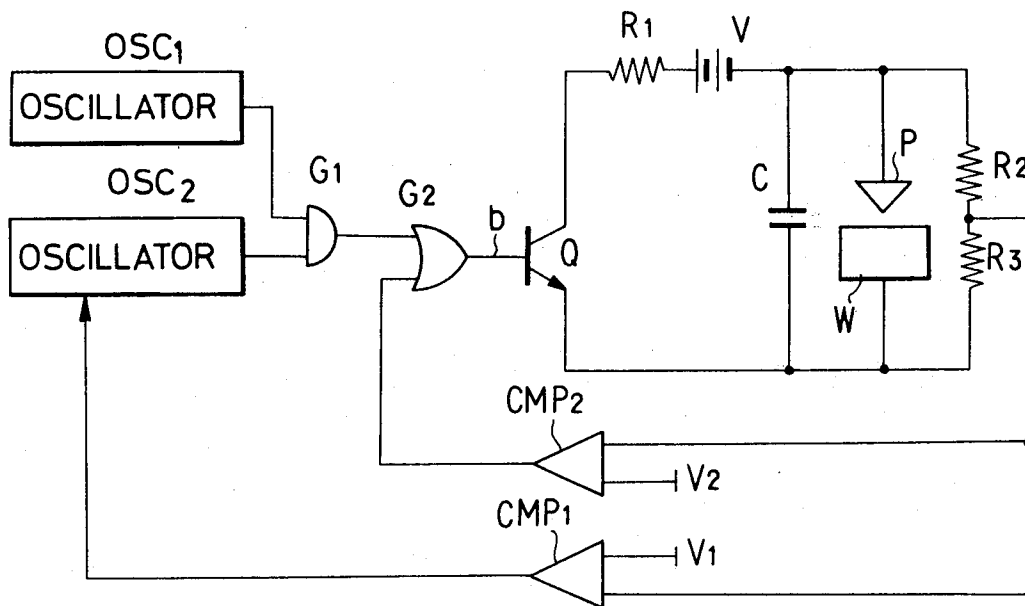 OSC1
OSCILLATOR
OSC2
OSCILLATOR
G1
G2
b
Q
R1
V
C
P
W
R2
R3
CMP2
V2
CMP1
V1